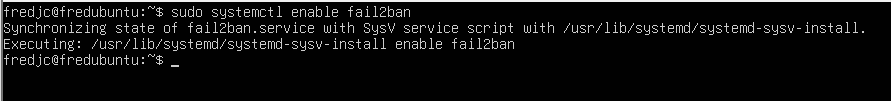 fredjc@fredubuntu:~$ sudo systemctl enable fail2ban
Synchronizing state of fail2ban.service with SysV service script with /usr/lib/systemd/systemd-sysv-install.
Executing: /usr/lib/systemd/systemd-sysv-install enable fail2ban
fredjc@fredubuntu:~$ _